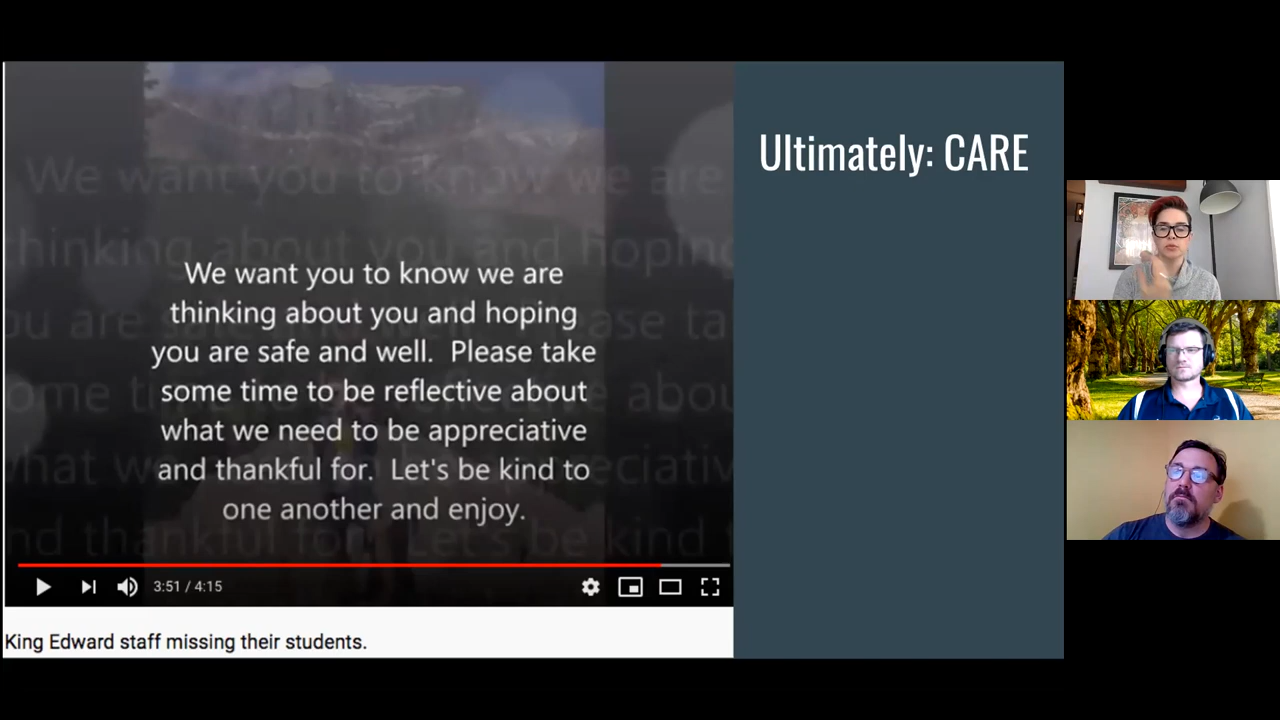 We want you to know we are
thinking about you and hoping
you are safe and well.  Please take
some time to be reflective about
what we need to be appreciative
and thankful for.  Let's be kind to
one another and enjoy.
3:51 / 4:15
King Edward staff missing their students.
Ultimately: CARE